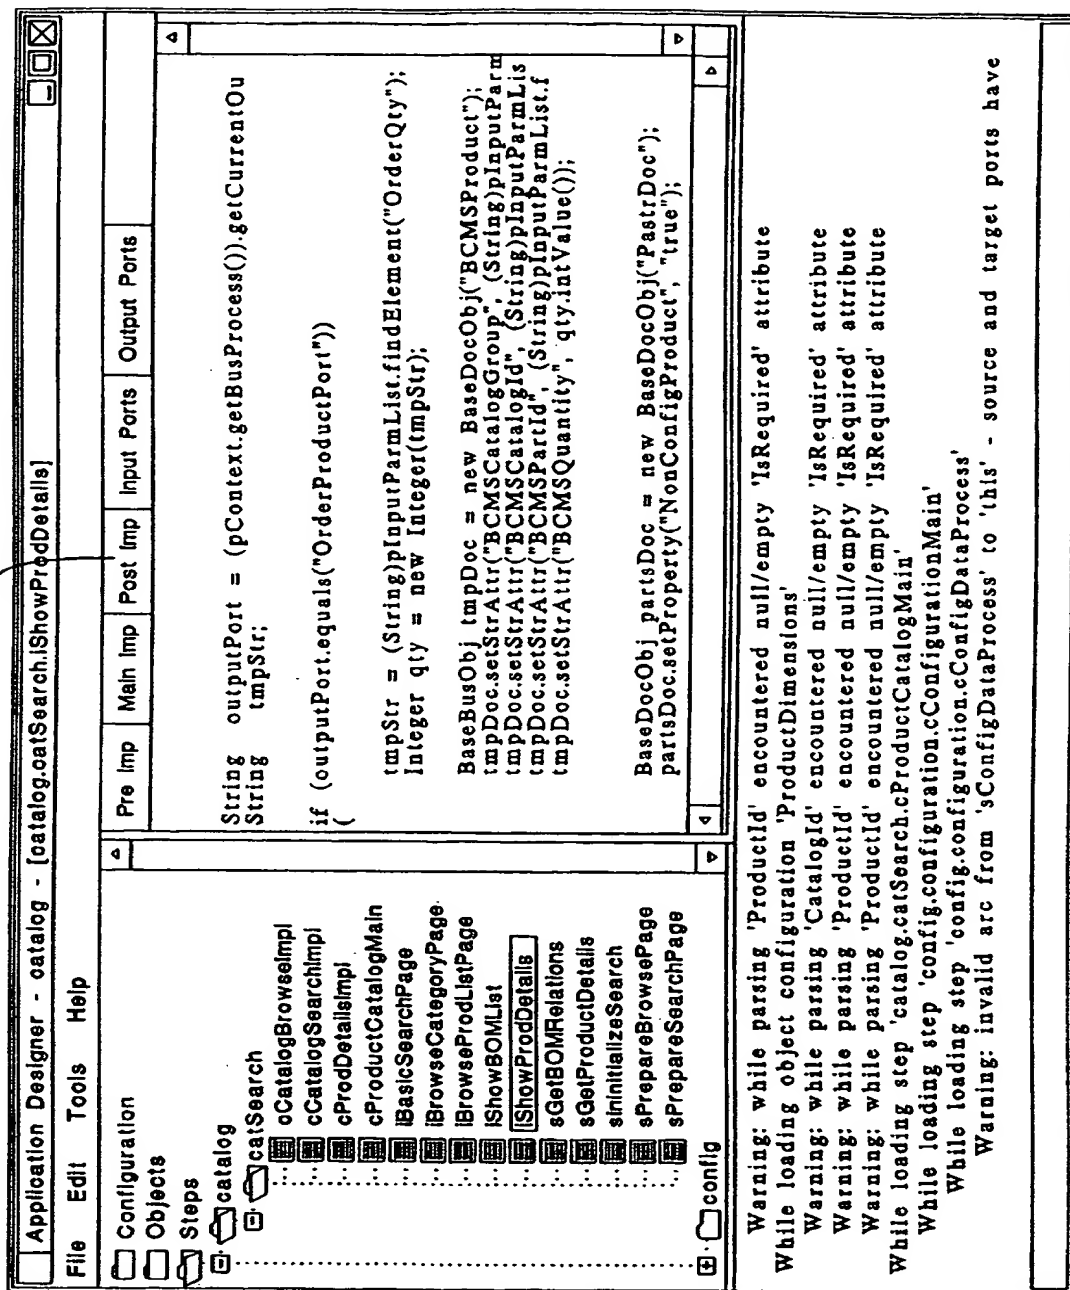 Application Designer - catalog - [catalog.catSearch.iShowProdDetails]
File Edit Tools Help
Configuration
Objects
Steps
catalog
catSearch
cCatalogBrowseImpl
cCatalogSearchImpl
cProdDetailsImpl
cProductCatalogMain
iBasicSearchPage
iBrowseCategoryPage
iBrowseProdListPage
iShowBOMList
iShowProdDetails
sGetBOMRelations
sGetProductDetails
sInitializeSearch
sPrepareBrowsePage
sPrepareSearchPage
config
Pre Imp Main Imp Post Imp Input Ports Output Ports
String outputPort = (pContext.getBusProcess()).getCurrentOu
String tmpStr;
if (outputPort.equals("OrderProductPort"))
(
tmpStr = (String)pInputParmList.findElement("OrderQty");
Integer qty = new Integer(tmpStr);
BaseBusObj tmpDoc = new BaseDocObj("BCMSProduct");
tmpDoc.setStrAttr("BCMSCatalogGroup", (String)pInputParm
tmpDoc.setStrAttr("BCMSCatalogId", (String)pInputParmLis
tmpDoc.setStrAttr("BCMSPartId", (String)pInputParmList.f
tmpDoc.setStrAttr("BCMSQuantity", qty.intValue());
BaseDocObj partsDoc = new BaseDocObj("PastrDoc");
partsDoc.setProperty("NonConfigProduct", "true");
Warning: while parsing 'ProductId' encountered null/empty 'IsRequired' attribute
While loading object configuration 'ProductDimensions'
Warning: while parsing 'CatalogId' encountered null/empty 'IsRequired' attribute
Warning: while parsing 'ProductId' encountered null/empty 'IsRequired' attribute
Warning: while parsing 'ProductId' encountered null/empty 'IsRequired' attribute
While loading step 'catalog.catSearch.cProductCatalogMain'
While loading step 'config.configuration.cConfigurationMain'
While loading step 'config.configuration.cConfigDataProcess'
Warning: invalid arc from 'sConfigDataProcess' to 'this' - source and target ports have